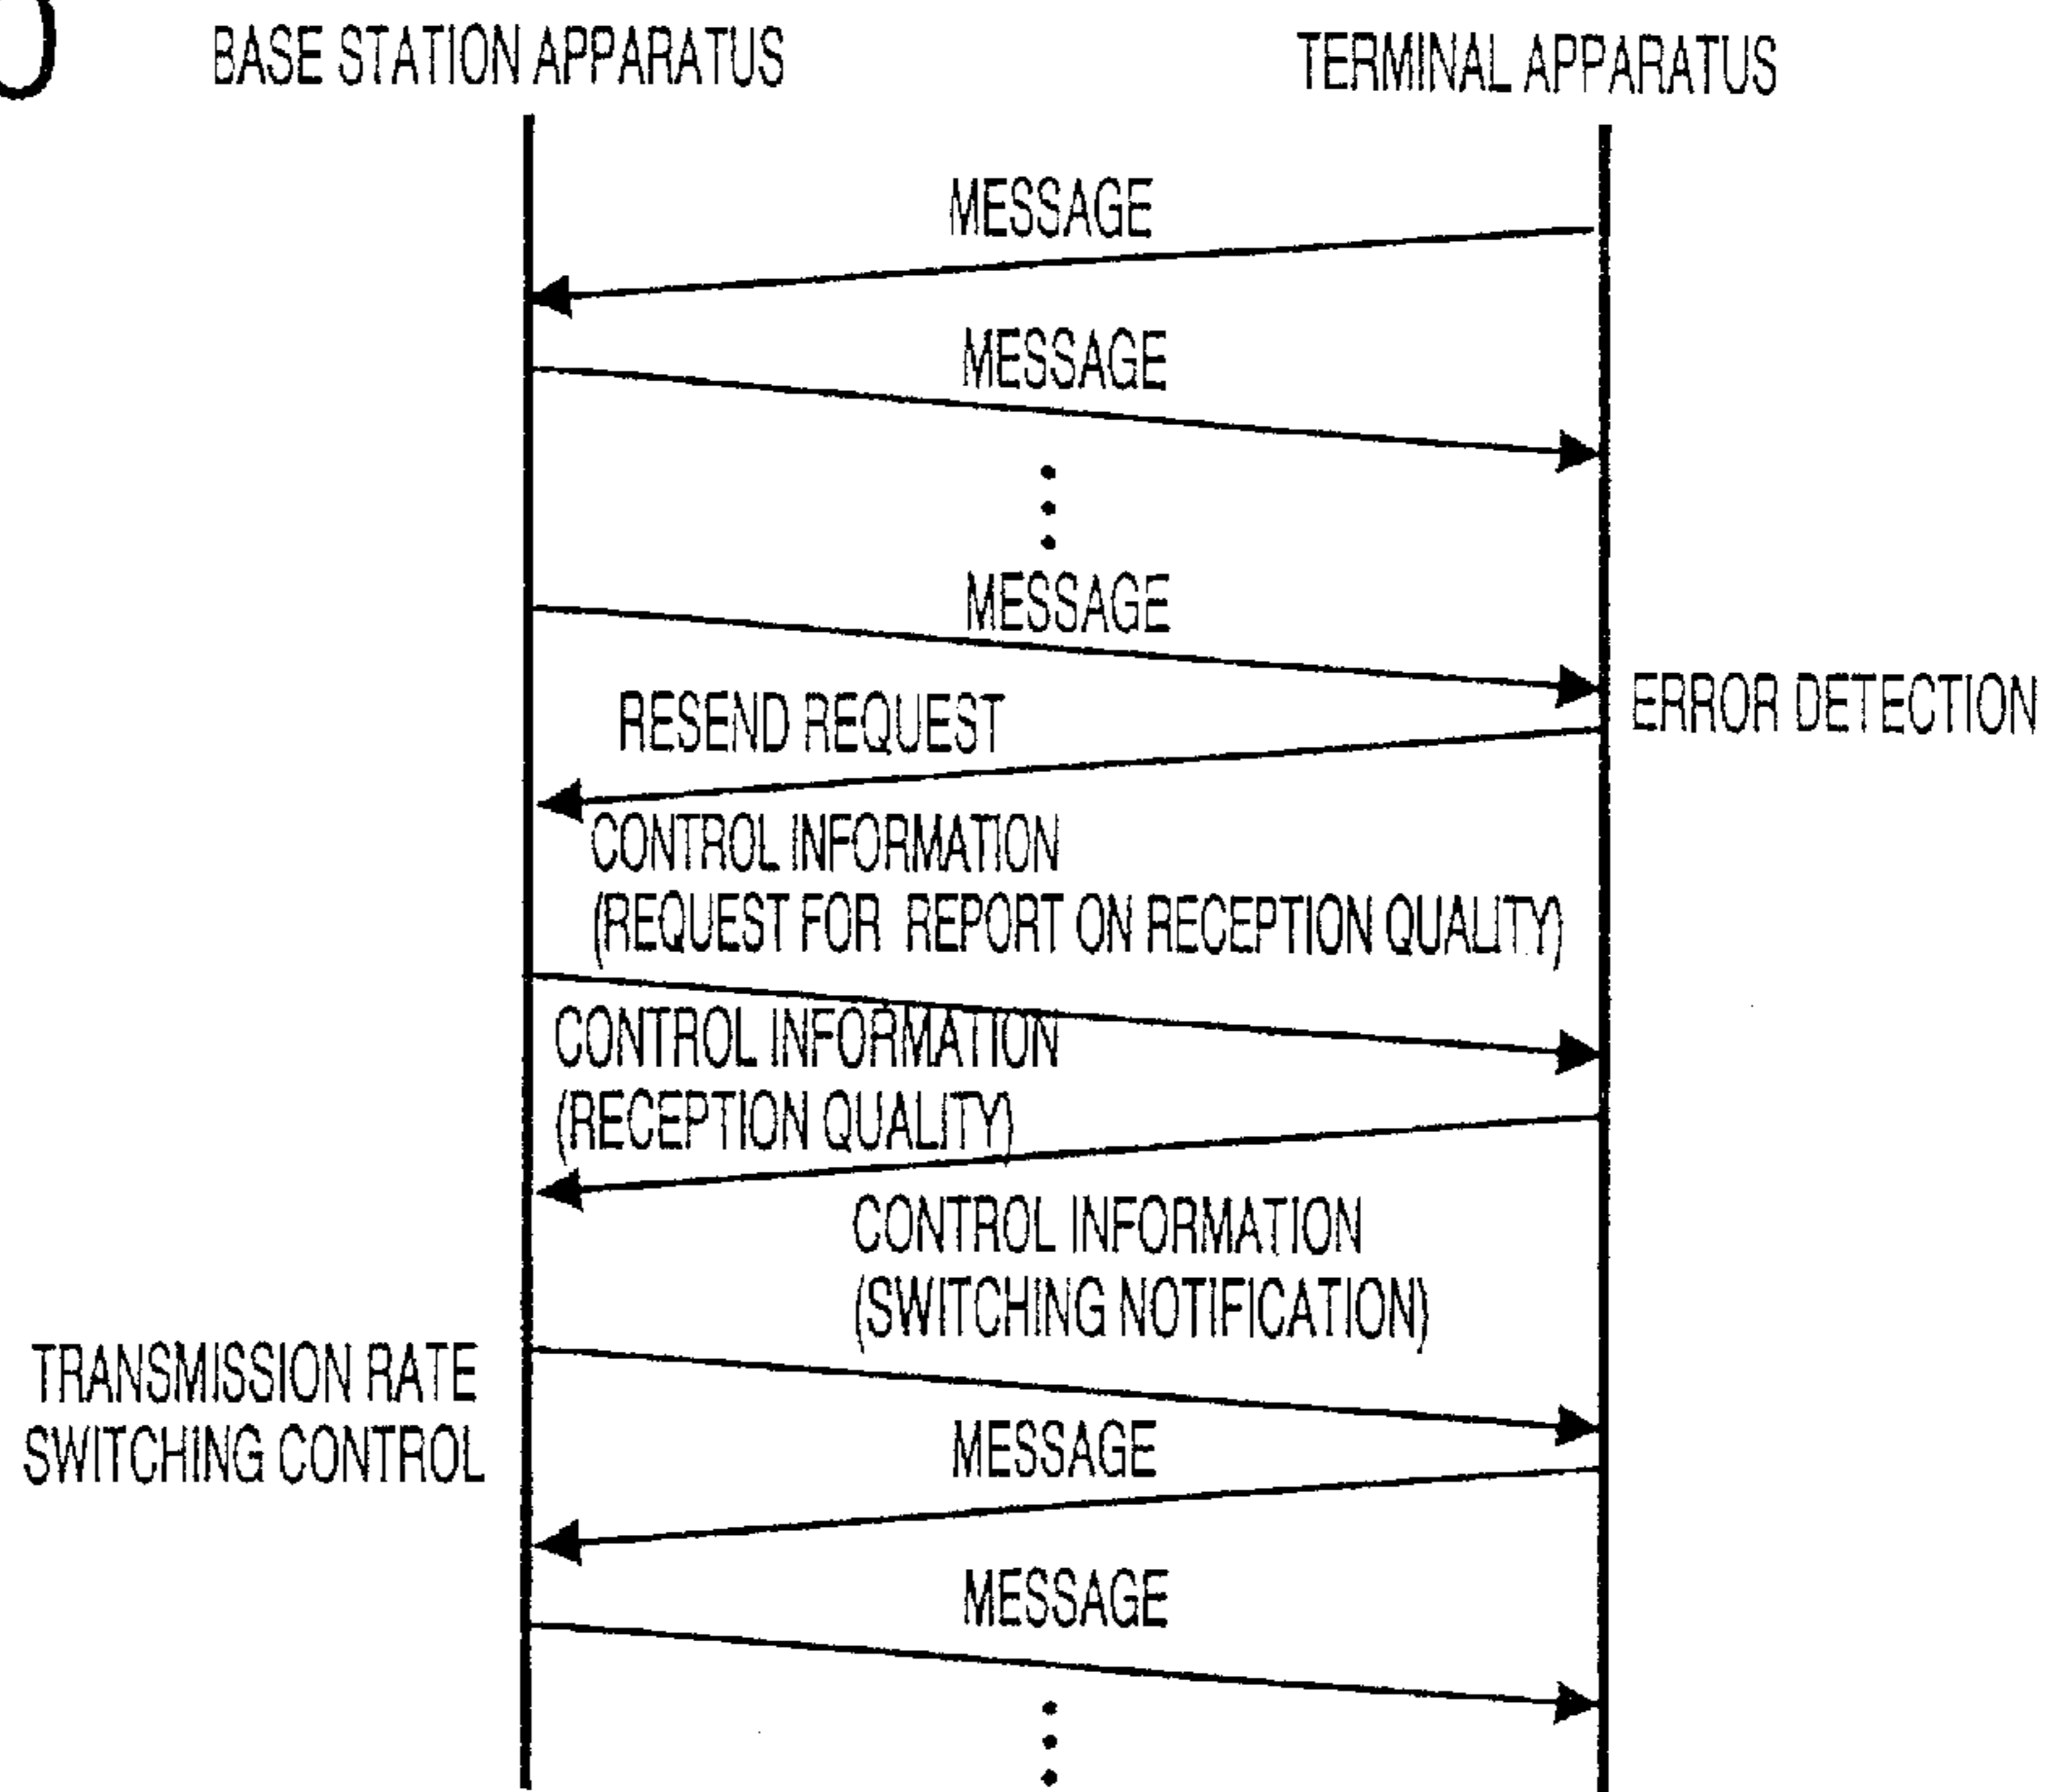 BASE STATION APPARATUS
TERMINAL APPARATUS
MESSAGE
MESSAGE
MESSAGE
ERROR DETECTION
RESEND REQUEST
CONTROL INFORMATION
(REQUEST FOR REPORT ON RECEPTION QUALITY)
CONTROL INFORMATION
(RECEPTION QUALITY)
CONTROL INFORMATION
(SWITCHING NOTIFICATION)
TRANSMISSION RATE
SWITCHING CONTROL
MESSAGE
MESSAGE